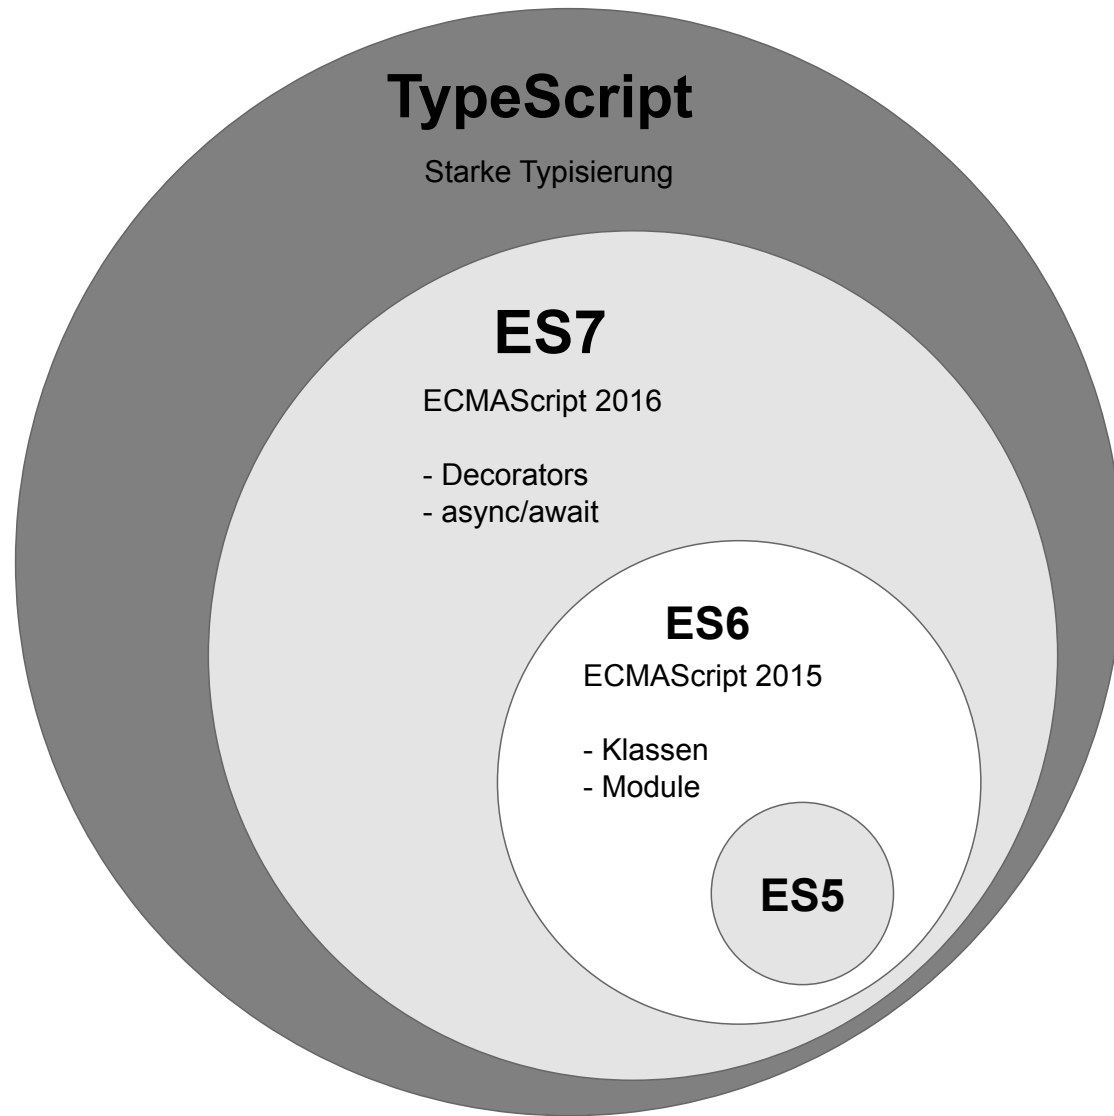 TypeScript
Starke Typisierung
ES7
ECMAScript 2016
- Decorators
- async/await
ES6
ECMAScript 2015
- Klassen
- Module
ES5